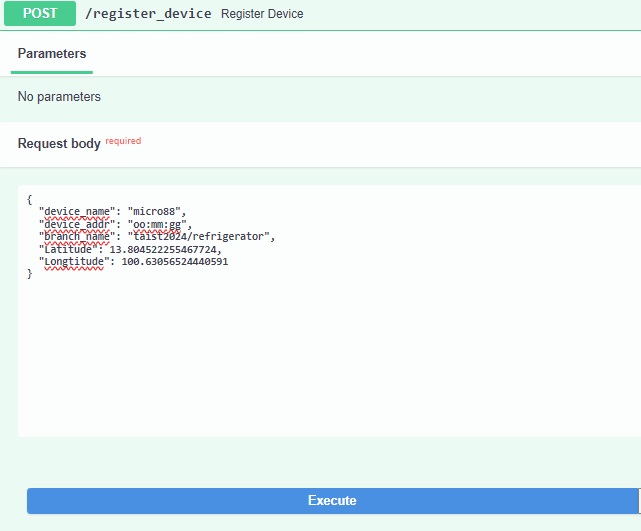 POST /register_device Register Device
Parameters
No parameters
Request body required
{
"device_name": "micro88",
"device_addr": "oo:mm:gg",
"branch_name": "taist2024/refrigerator",
"Latitude": 13.804522255467724,
"Longtitude": 100.63056524440591
}
Execute